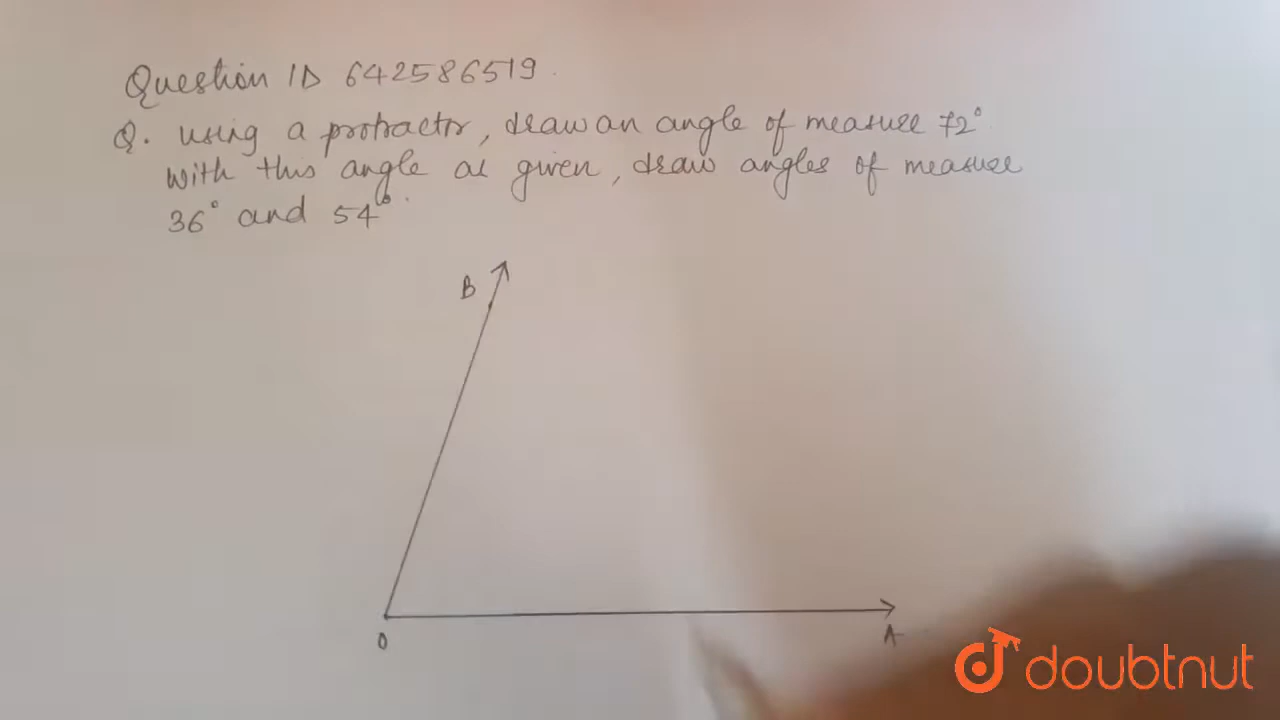 Question ID 642586519.
Q. using a protractor, draw an angle of measure 72°
with this angle as given, draw angles of measure
36° and 54°.
B
O
A
doubtnut